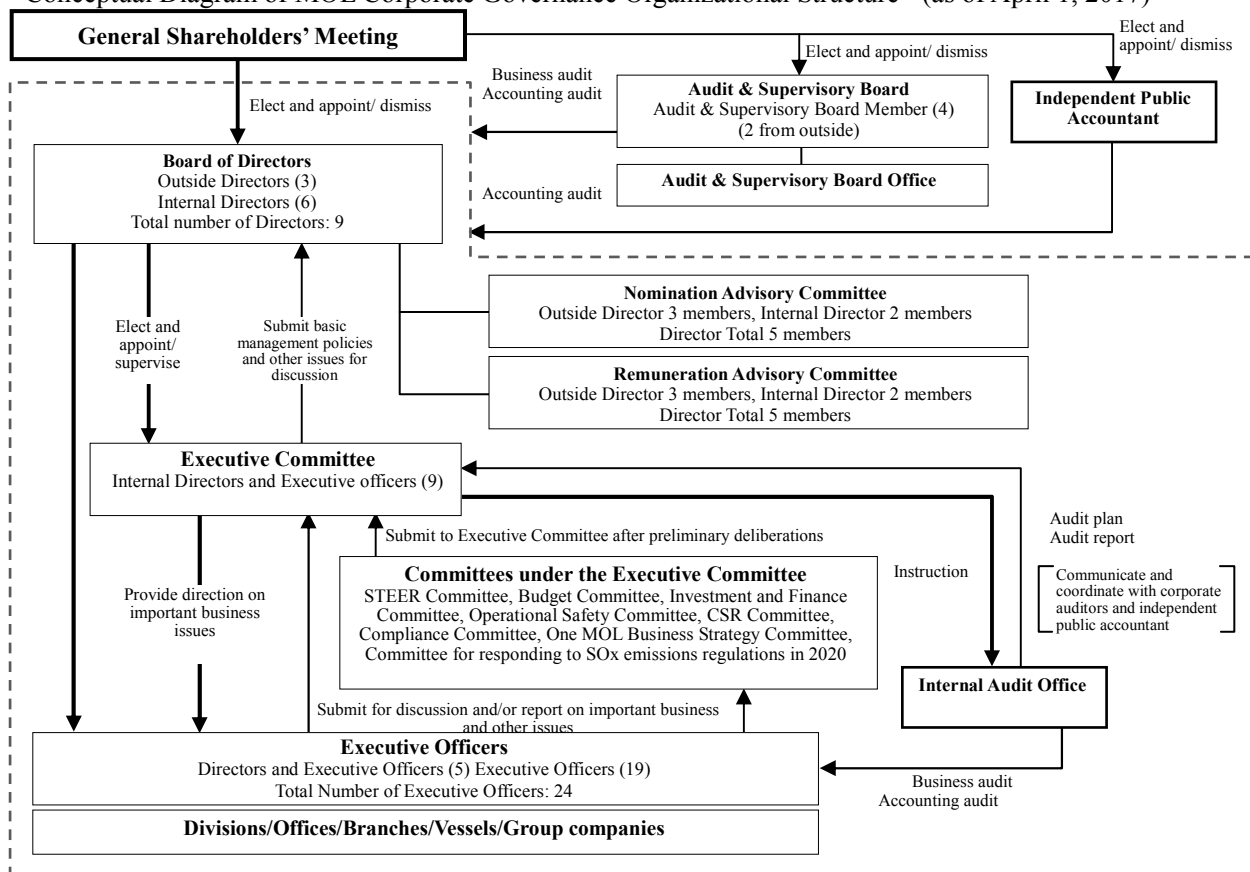 Conceptual Diagram of MOL Corporate Governance Organizational Structure (as of April 1, 2017)
General Shareholders' Meeting
Elect and appoint/ dismiss
Elect and
appoint/ dismiss
Business audit
Accounting audit
Audit & Supervisory Board
Audit & Supervisory Board Member (4)
(2 from outside)
Independent Public
Accountant
Elect and appoint/ dismiss
Board of Directors
Outside Directors (3)
Internal Directors (6)
Total number of Directors: 9
Audit & Supervisory Board Office
Accounting audit
Nomination Advisory Committee
Outside Director 3 members, Internal Director 2 members
Director Total 5 members
Elect and
appoint/
supervise
Submit basic
management policies
and other issues for
discussion
Remuneration Advisory Committee
Outside Director 3 members, Internal Director 2 members
Director Total 5 members
Executive Committee
Internal Directors and Executive officers (9)
Submit to Executive Committee after preliminary deliberations
Audit plan
Audit report
Committees under the Executive Committee
STEER Committee, Budget Committee, Investment and Finance
Committee, Operational Safety Committee, CSR Committee,
Compliance Committee, One MOL Business Strategy Committee,
Committee for responding to SOx emissions regulations in 2020
Instruction
Communicate and
coordinate with corporate
auditors and independent
public accountant
Provide direction on
important business
issues
Internal Audit Office
Submit for discussion and/or report on important business
and other issues
Executive Officers
Directors and Executive Officers (5) Executive Officers (19)
Total Number of Executive Officers: 24
Business audit
Accounting audit
Divisions/Offices/Branches/Vessels/Group companies